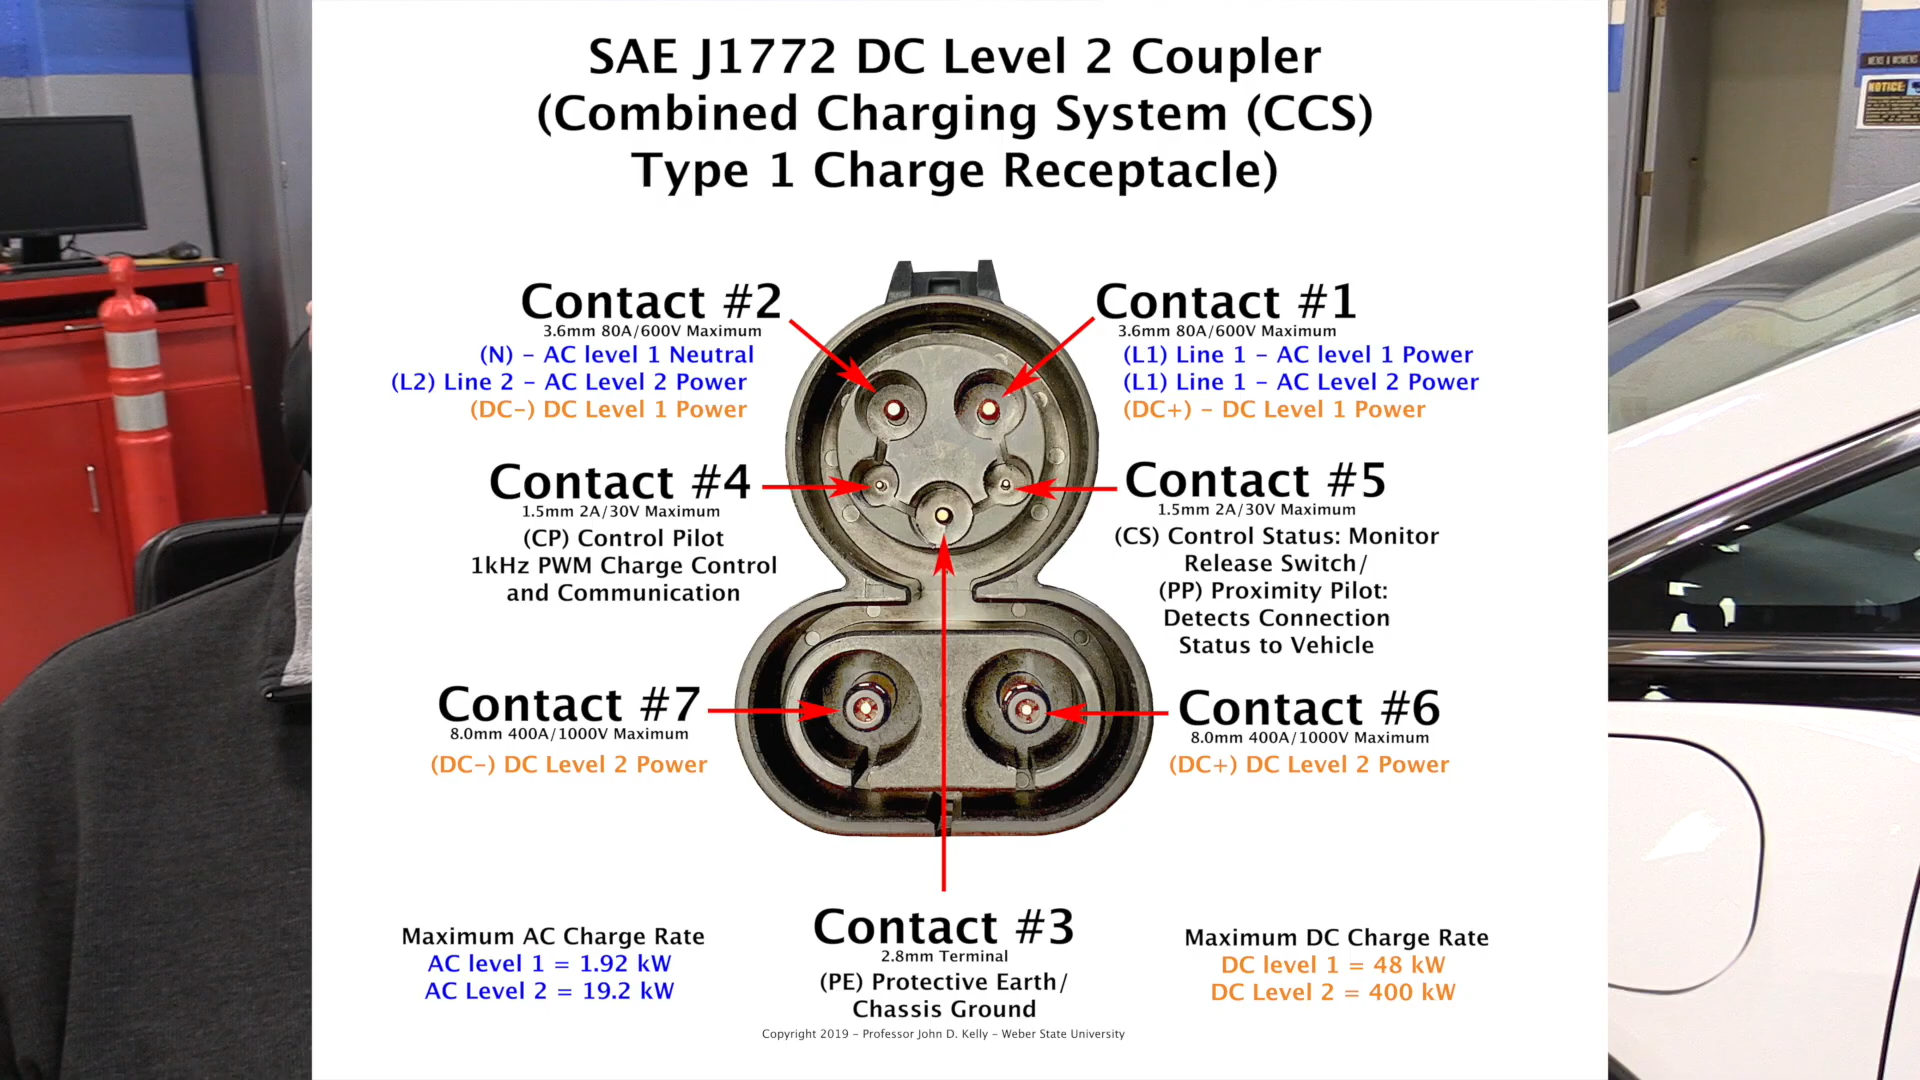 SAE J1772 DC Level 2 Coupler
(Combined Charging System (CCS)
Type 1 Charge Receptacle)
Contact #2
3.6mm 80A/600V Maximum
(N) – AC level 1 Neutral
(L2) Line 2 – AC Level 2 Power
(DC–) DC Level 1 Power
Contact #1
3.6mm 80A/600V Maximum
(L1) Line 1 – AC level 1 Power
(L1) Line 1 – AC Level 2 Power
(DC+) – DC Level 1 Power
Contact #4
1.5mm 2A/30V Maximum
(CP) Control Pilot
1kHz PWM Charge Control
and Communication
Contact #5
1.5mm 2A/30V Maximum
(CS) Control Status: Monitor
Release Switch/
(PP) Proximity Pilot:
Detects Connection
Status to Vehicle
Contact #7
8.0mm 400A/1000V Maximum
(DC–) DC Level 2 Power
Contact #6
8.0mm 400A/1000V Maximum
(DC+) DC Level 2 Power
Maximum AC Charge Rate
AC level 1 = 1.92 kW
AC Level 2 = 19.2 kW
Contact #3
2.8mm Terminal
(PE) Protective Earth/
Chassis Ground
Maximum DC Charge Rate
DC level 1 = 48 kW
DC Level 2 = 400 kW
Copyright 2019 – Professor John D. Kelly – Weber State University
NOTICE: